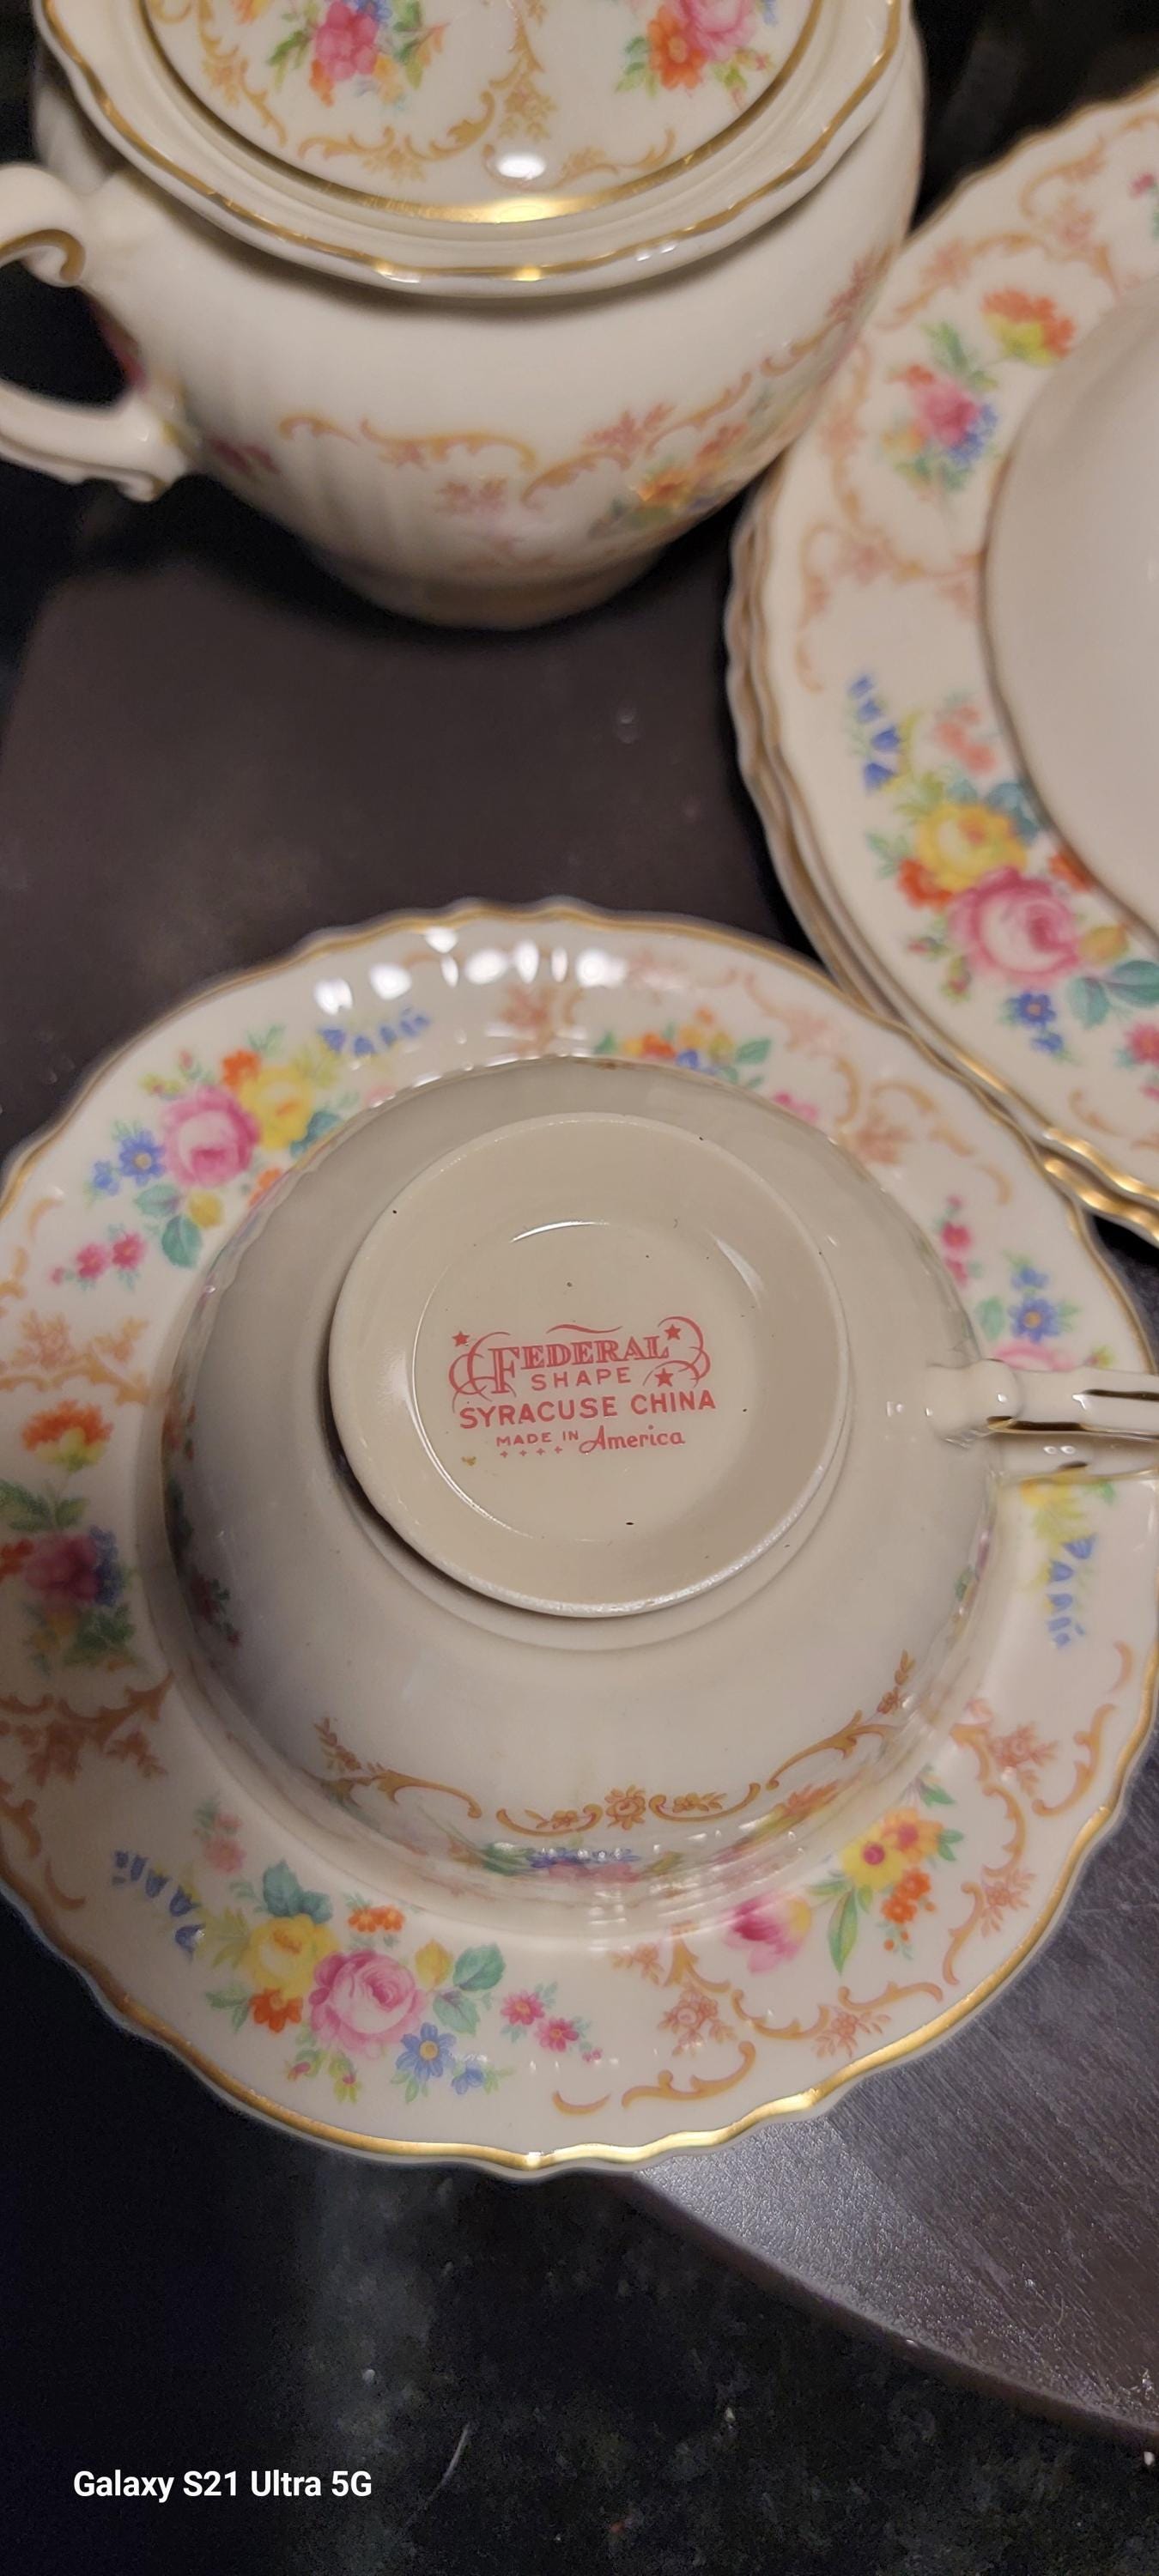 FEDERAL
SHAPE
SYRACUSE CHINA
MADE IN America
Galaxy S21 Ultra 5G